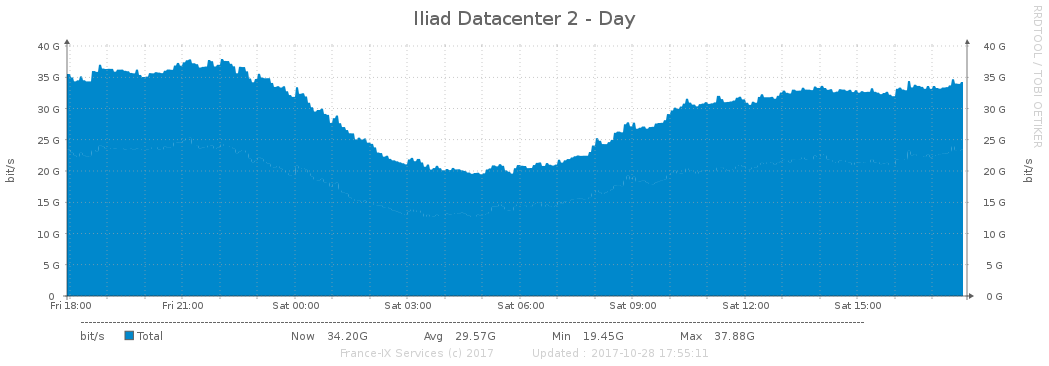 Iliad Datacenter 2 - Day
RRDTOOL / TOBI OETIKER
bit/s
bit/s
40 G 40 G
35 G 35 G
30 G 30 G
25 G 25 G
20 G 20 G
15 G 15 G
10 G 10 G
5 G 5 G
0 0 G
Fri 18:00 Fri 21:00 Sat 00:00 Sat 03:00 Sat 06:00 Sat 09:00 Sat 12:00 Sat 15:00
bit/s Total Now 34.20G Avg 29.57G Min 19.45G Max 37.88G
France-IX Services (c) 2017 Updated : 2017-10-28 17:55:11